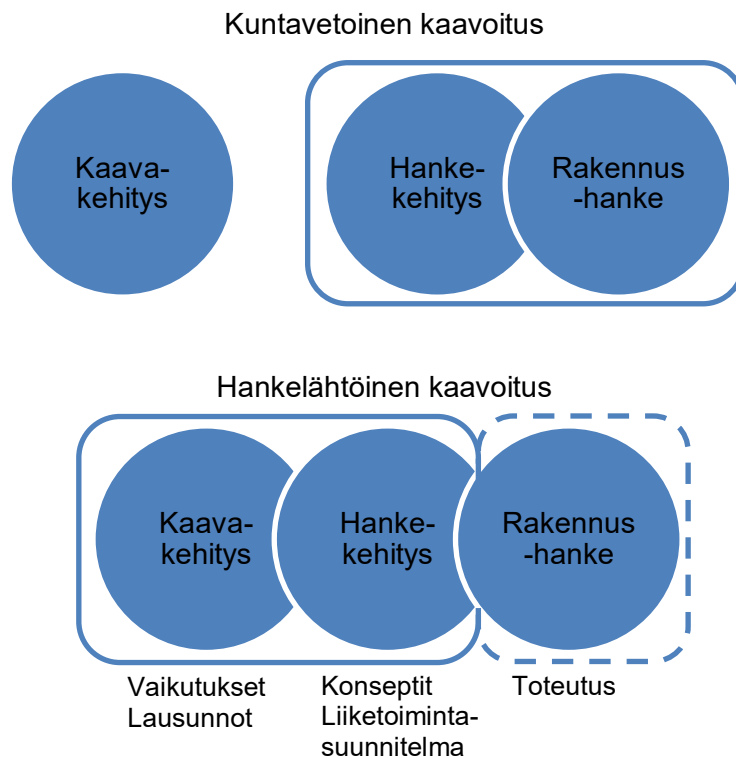 Kuntavetoinen kaavoitus
Kaava-
kehitys
Hanke-
kehitys
Rakennus
-hanke
Hankelähtöinen kaavoitus
Kaava-
kehitys
Hanke-
kehitys
Rakennus
-hanke
Vaikutukset
Lausunnot
Konseptit
Liiketoiminta-
suunnitelma
Toteutus